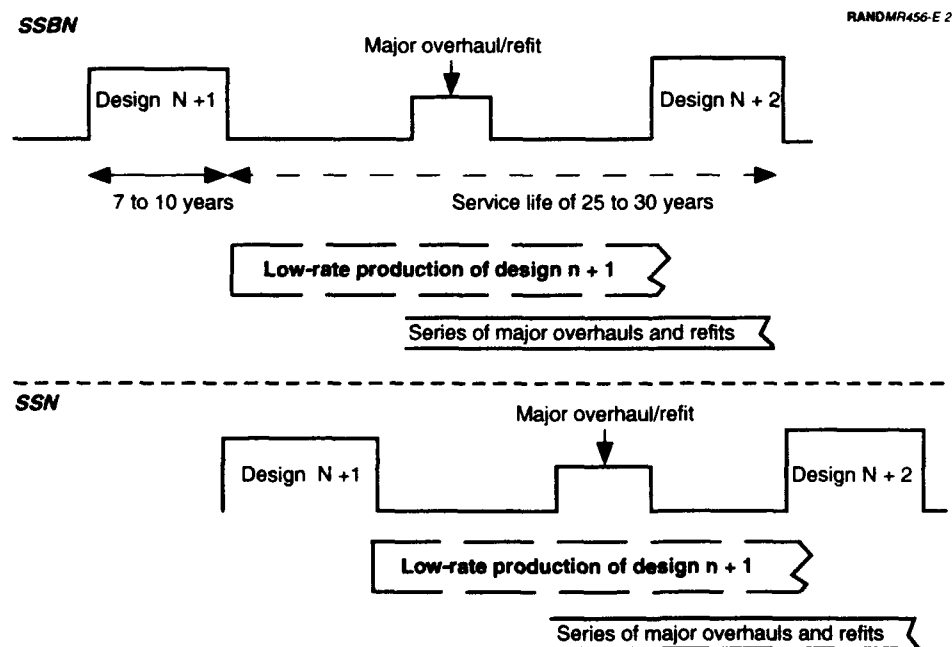 SSBN
RANDMR456-E 2
Major overhaul/refit
Design N +1
Design N + 2
7 to 10 years
Service life of 25 to 30 years
Low-rate production of design n + 1
Series of major overhauls and refits
SSN
Major overhaul/refit
Design N +1
Design N + 2
Low-rate production of design n + 1
Series of major overhauls and refits